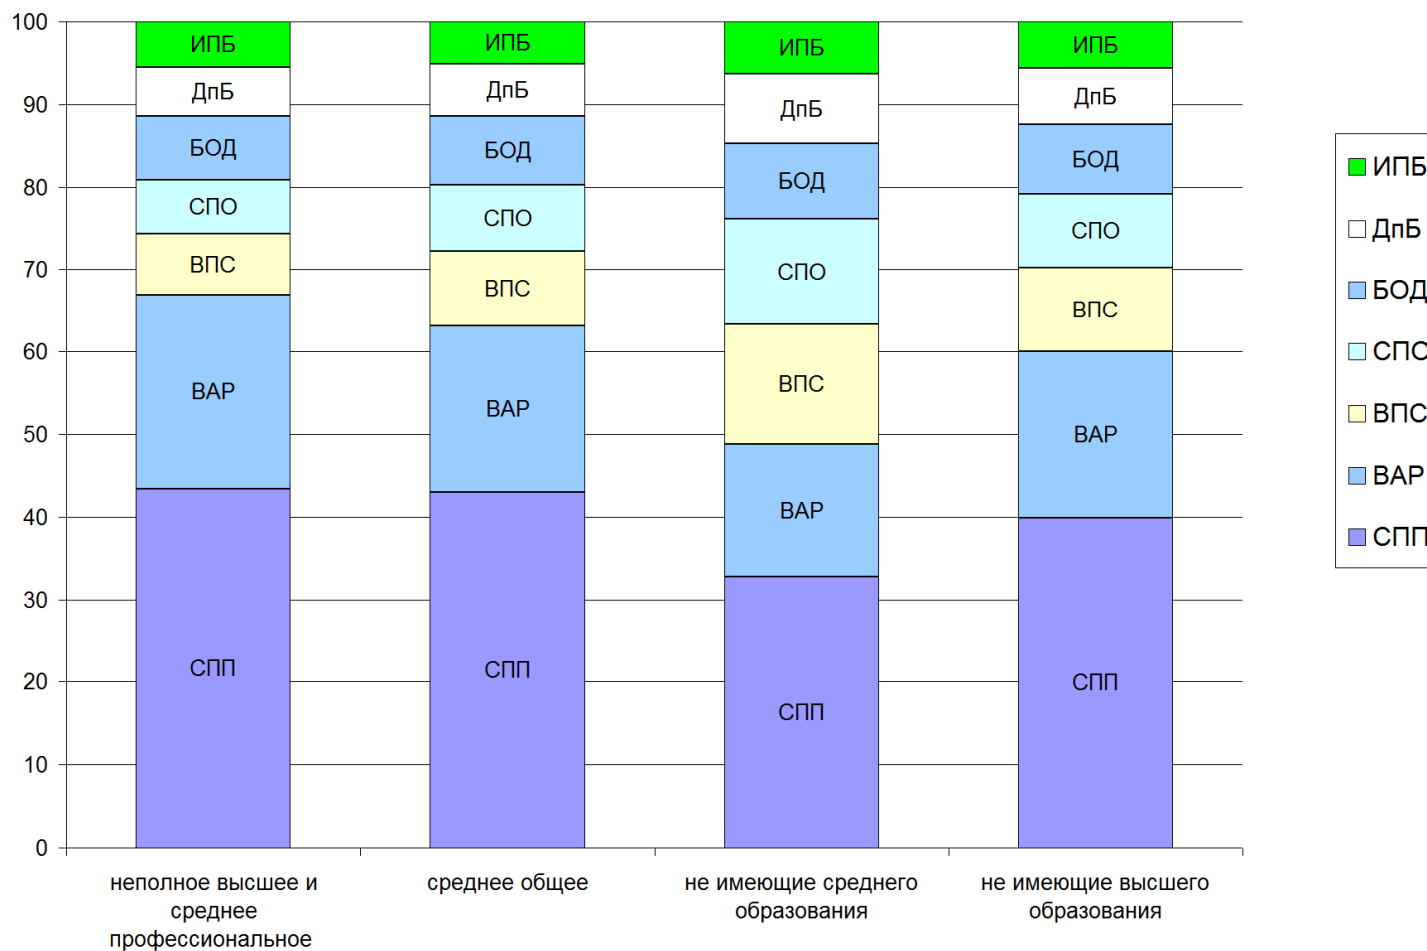 100
90
80
70
60
50
40
30
20
10
0
ИПБ
ДпБ
БОД
СПО
ВПС
ВАР
СПП
ИПБ
ДпБ
БОД
СПО
ВПС
ВАР
СПП
ИПБ
ДпБ
БОД
СПО
ВПС
ВАР
СПП
ИПБ
ДпБ
БОД
СПО
ВПС
ВАР
СПП
неполное высшее и
среднее
профессиональное
среднее общее
не имеющие среднего
образования
не имеющие высшего
образования
ИПБ
ДпБ
БОД
СПО
ВПС
ВАР
СПП